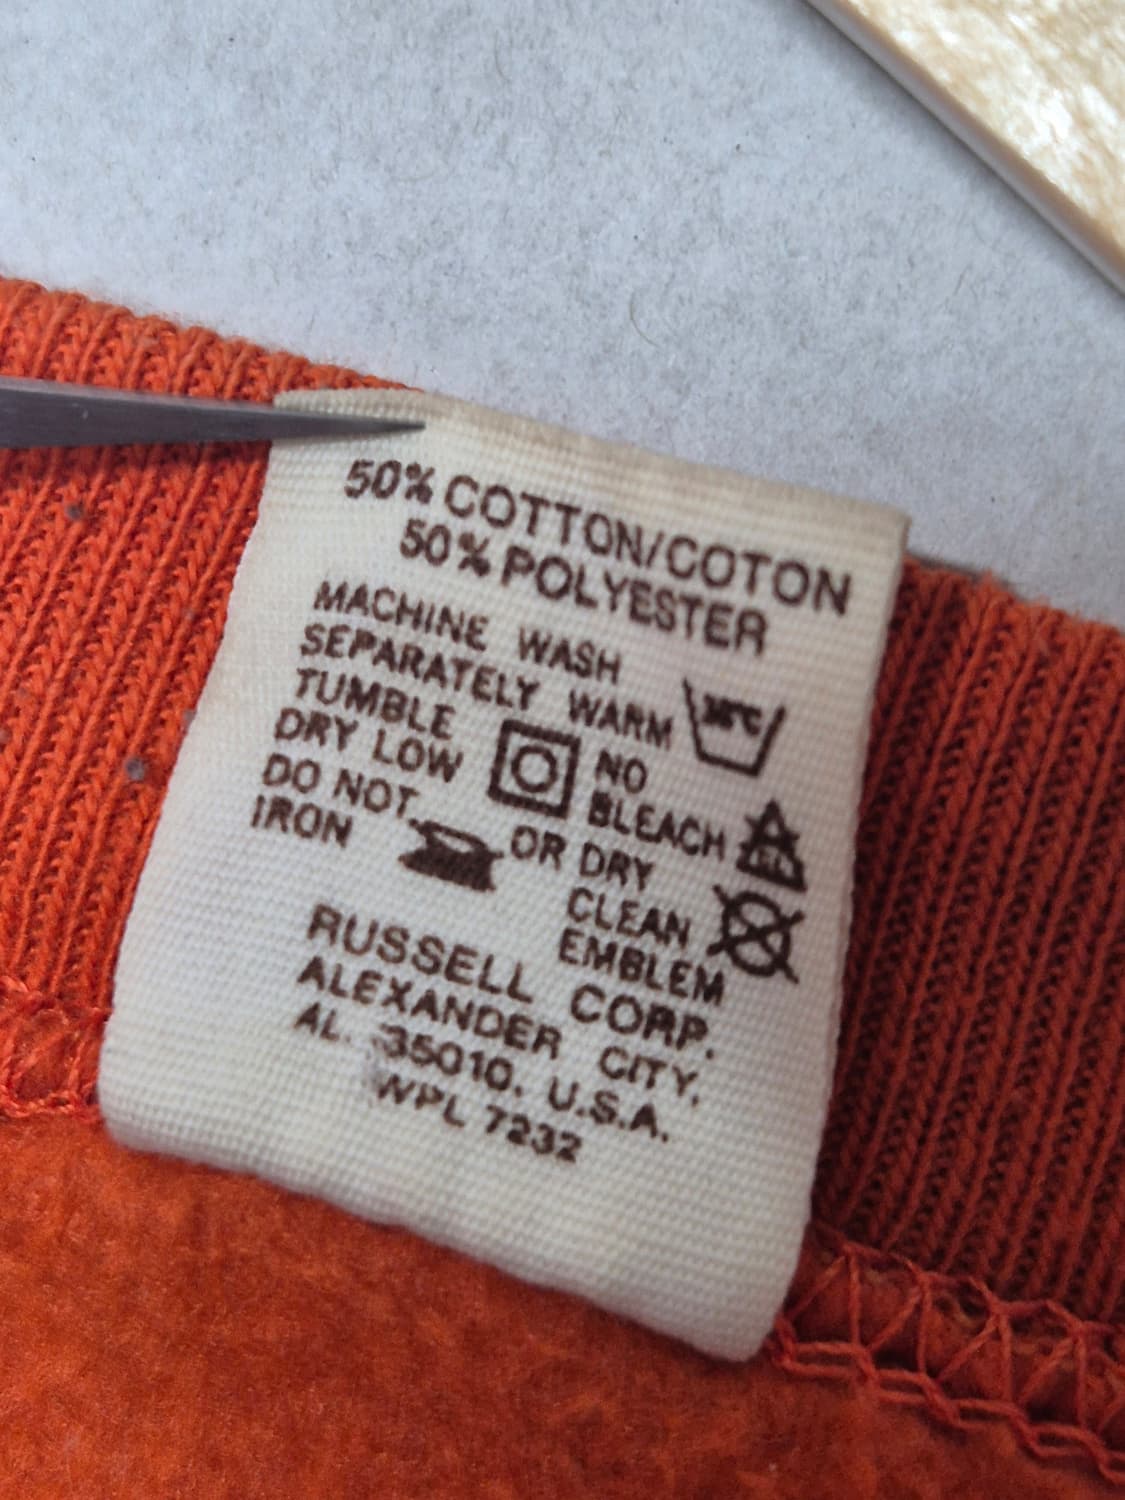 50% COTTON/COTON
50% POLYESTER
MACHINE WASH
SEPARATELY WARM
TUMBLE
DRY LOW
NO
BLEACH
DO NOT
IRON
OR DRY
CLEAN
EMBLEM
RUSSELL CORP.
ALEXANDER CITY,
AL. 35010, U.S.A.
WPL 7232